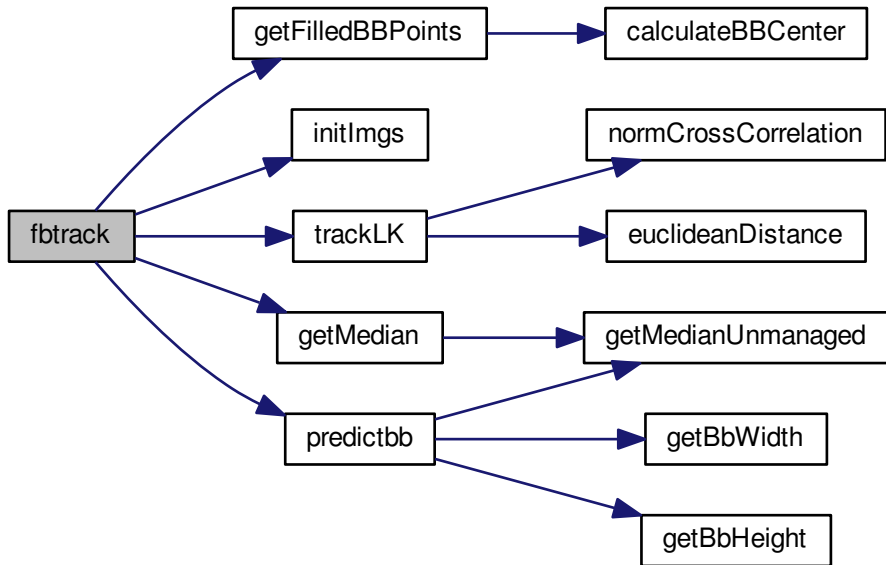 getFilledBBPoints
calculateBBCenter
initImgs
normCrossCorrelation
fbtrack
trackLK
euclideanDistance
getMedian
getMedianUnmanaged
predictbb
getBbWidth
getBbHeight